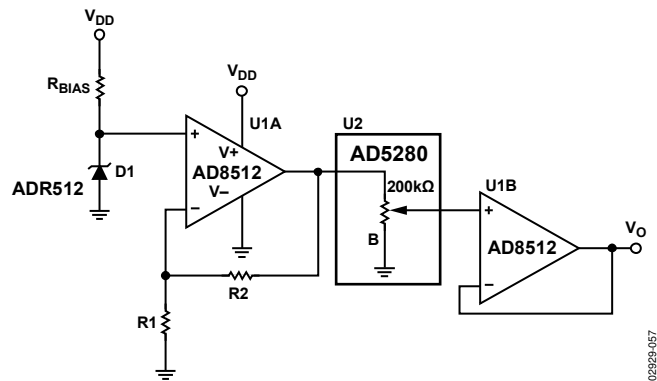 VDD
RBIAS
D1
ADR512
VDD
U1A
+
V+
AD8512
V–
–
R2
R1
U2
AD5280
200kΩ
B
U1B
+
AD8512
–
VO
02929-057